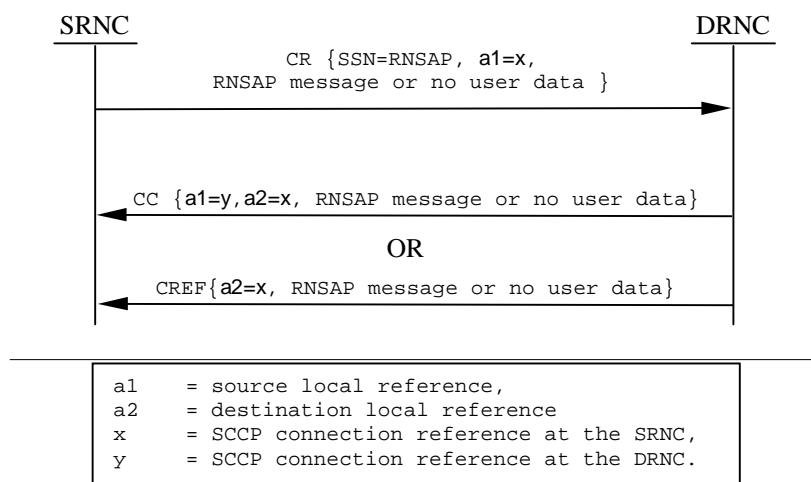 SRNC DRNC
CR {SSN=RNSAP, a1=x,
RNSAP message or no user data }
CC {a1=y,a2=x, RNSAP message or no user data}
OR
CREF{a2=x, RNSAP message or no user data}
a1 = source local reference,
a2 = destination local reference
x = SCCP connection reference at the SRNC,
y = SCCP connection reference at the DRNC.